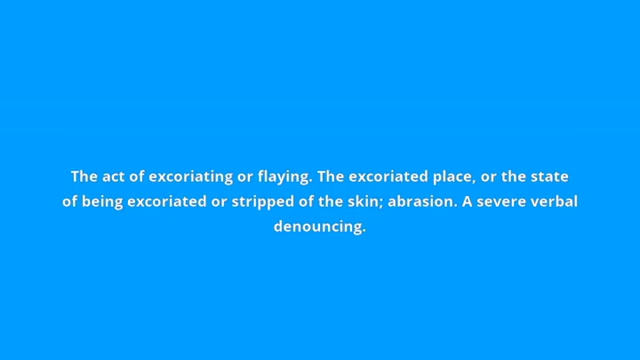 The act of excoriating or flaying. The excoriated place, or the state
of being excoriated or stripped of the skin; abrasion. A severe verbal
denouncing.